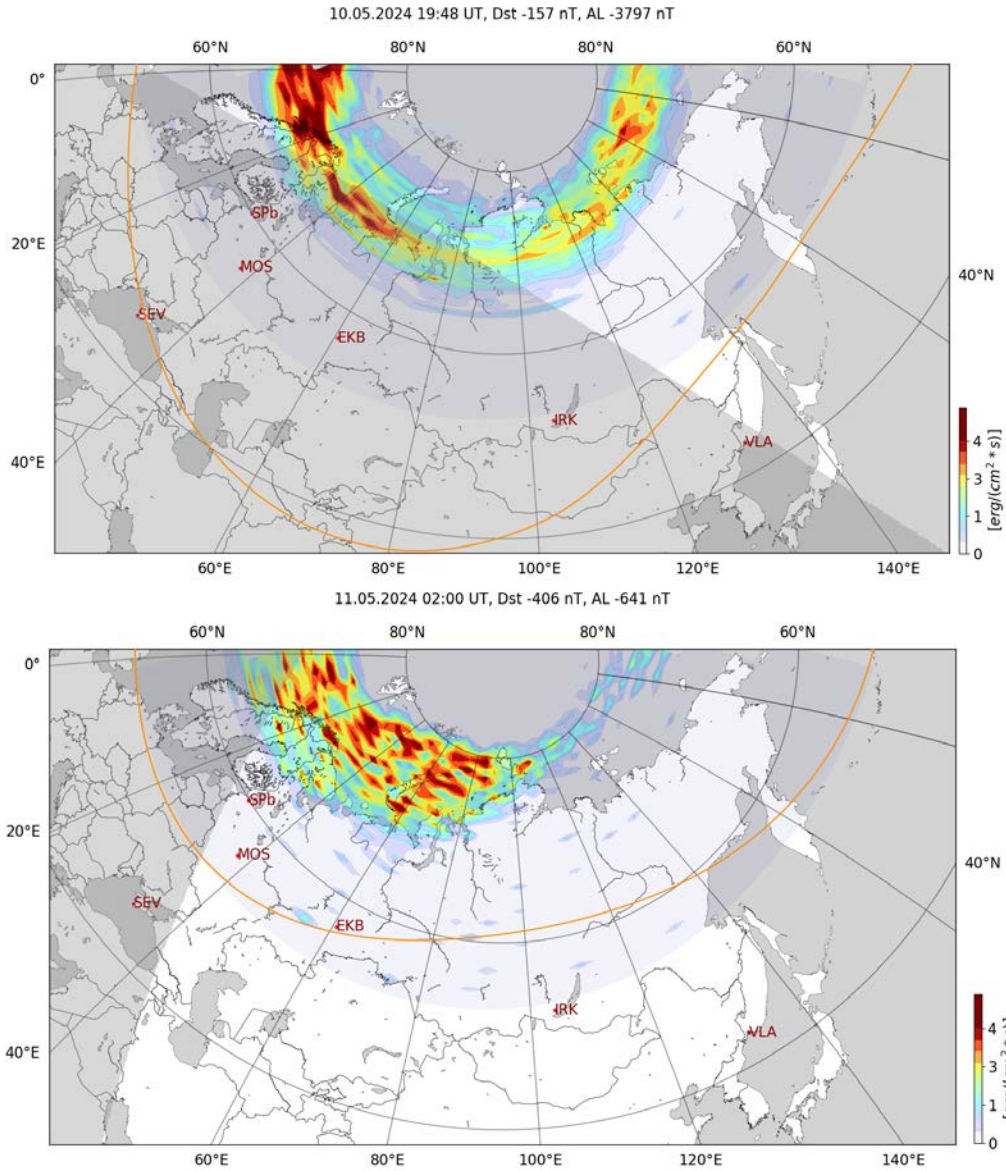 10.05.2024 19:48 UT, Dst -157 nT, AL -3797 nT
60°N 80°N 80°N 60°N
0°
SPb
20°E
MOS
40°N
SEV
EKB
IRK
VLA
40°E
4
3
1
0
[erg/(cm² * s)]
60°E 80°E 100°E 120°E 140°E
11.05.2024 02:00 UT, Dst -406 nT, AL -641 nT
60°N 80°N 80°N 60°N
0°
SPb
20°E
MOS
40°N
SEV
EKB
IRK
VLA
40°E
4
3
1
0
60°E 80°E 100°E 120°E 140°E